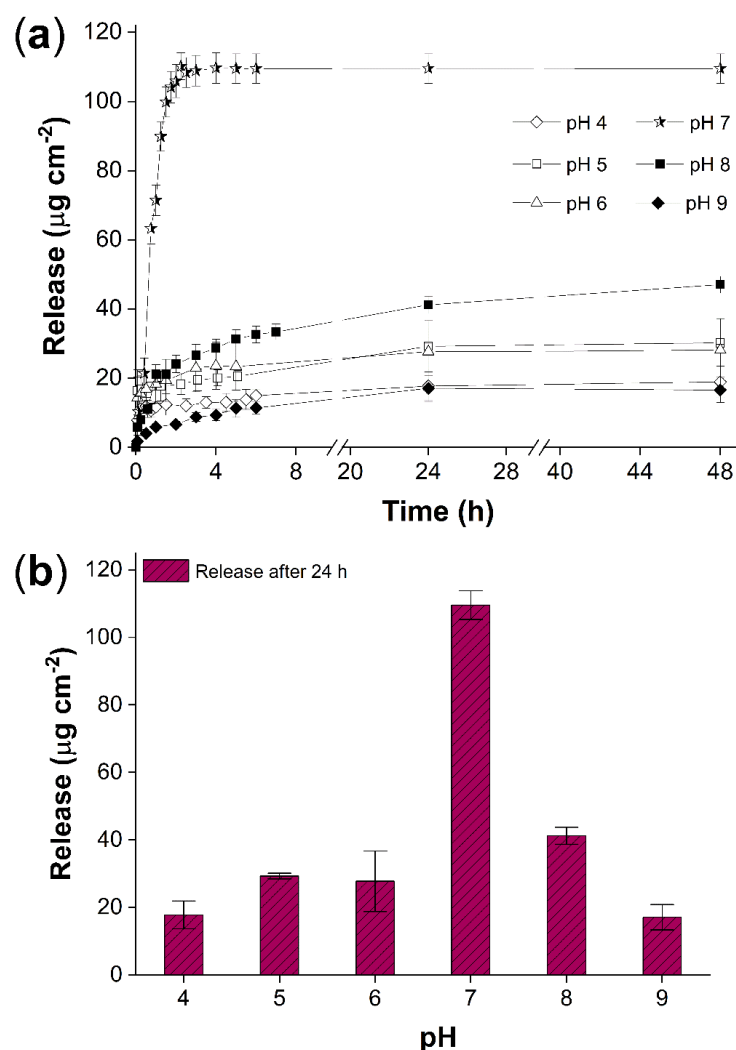 (a)
120
100
80
60
40
20
0
Release (μg cm⁻²)
pH 4
pH 7
pH 5
pH 8
pH 6
pH 9
0 4 8 20 24 28 40 44 48
Time (h)
(b)
Release after 24 h
120
100
80
60
40
20
0
Release (μg cm⁻²)
4 5 6 7 8 9
pH